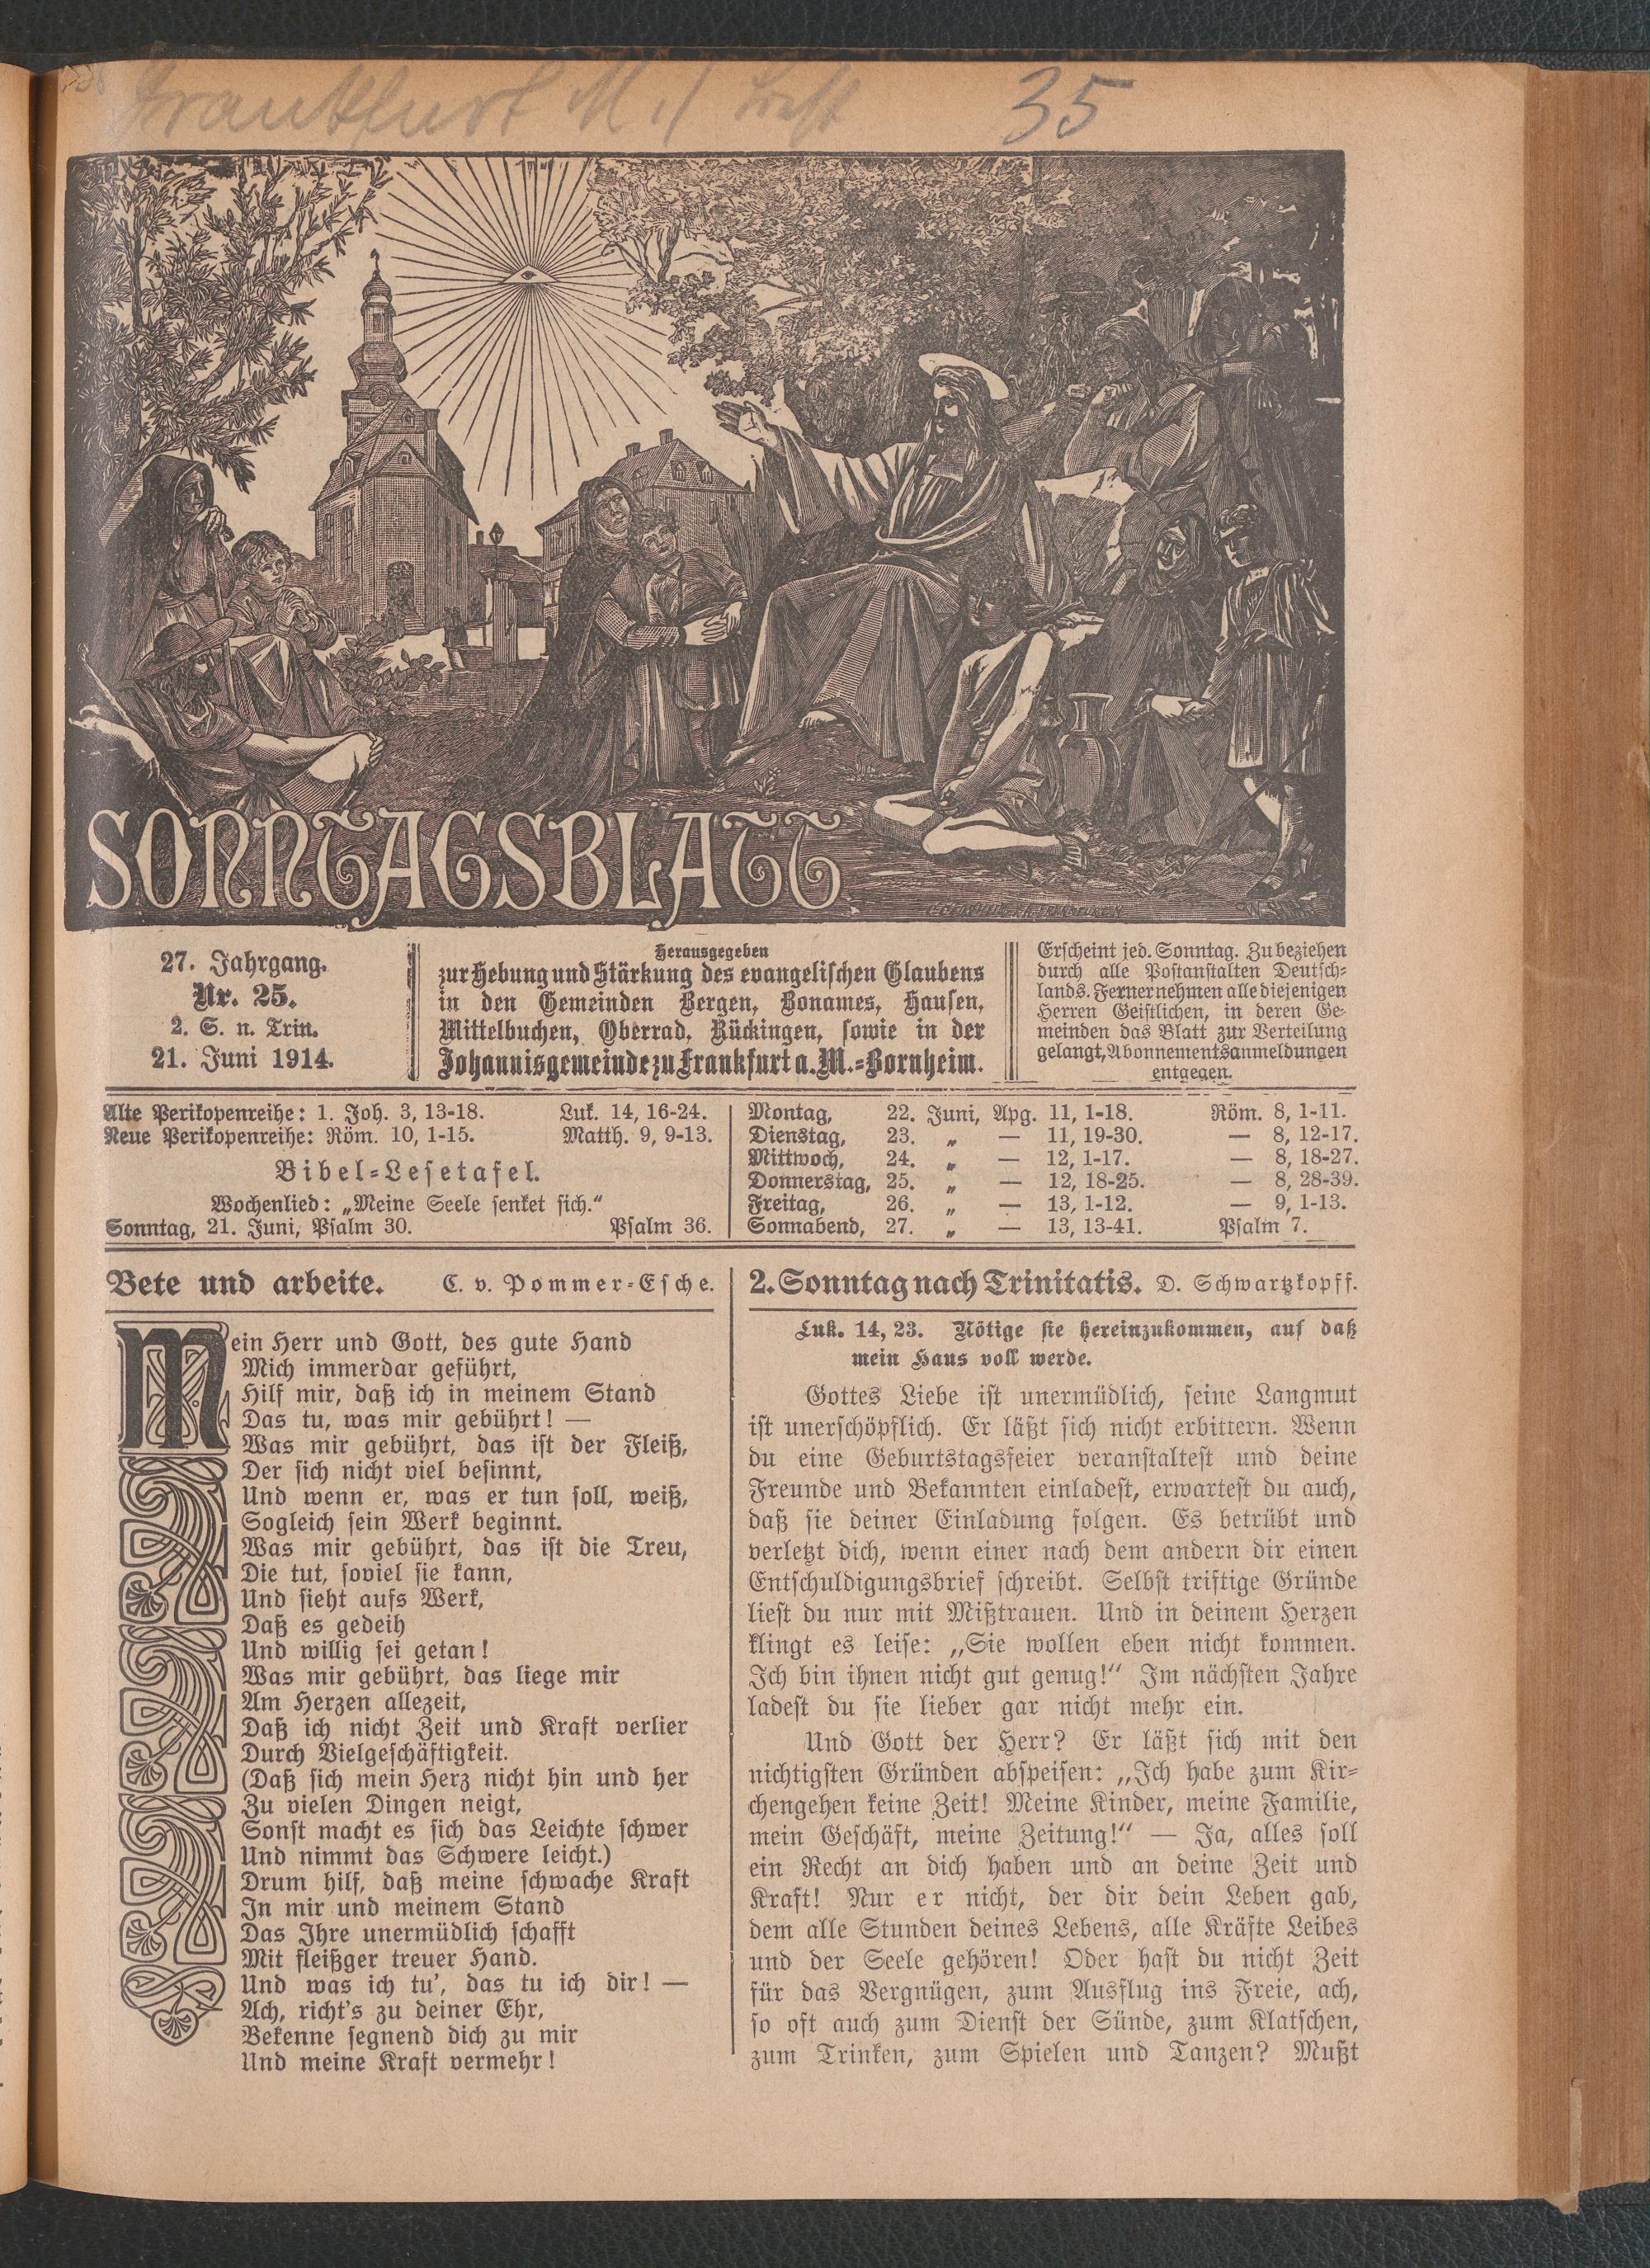 Frankfurt M.
35
SONNTAGSBLATT
27. Jahrgang.
Nr. 25.
2. S. n. Trin.
21. Juni 1914.
Herausgegeben
zur Hebung und Stärkung des evangelischen Glaubens
in den Gemeinden Bergen, Bonames, Hausen,
Mittelbuchen, Oberrad, Rückingen, sowie in der
Johannisgemeinde zu Frankfurt a. M.-Bornheim.
Erscheint jed. Sonntag. Zu beziehen
durch alle Postanstalten Deutsch-
lands. Ferner nehmen alle diejenigen
Herren Geistlichen, in deren Ge-
meinden das Blatt zur Verteilung
gelangt, Abonnementsanmeldungen
entgegen.
Alte Perikopenreihe: 1. Joh. 3, 13-18. Luk. 14, 16-24.
Neue Perikopenreihe: Röm. 10, 1-15. Matth. 9, 9-13.
Bibel-Lesetafel.
Wochenlied: „Meine Seele senket sich.“
Sonntag, 21. Juni, Psalm 30. Psalm 36.
Montag, 22. Juni, Apg. 11, 1-18. Röm. 8, 1-11.
Dienstag, 23. „ — 11, 19-30. — 8, 12-17.
Mittwoch, 24. „ — 12, 1-17. — 8, 18-27.
Donnerstag, 25. „ — 12, 18-25. — 8, 28-39.
Freitag, 26. „ — 13, 1-12. — 9, 1-13.
Sonnabend, 27. „ — 13, 13-41. Psalm 7.
Bete und arbeite. C. v. Pommer-Esche.
Mein Herr und Gott, des gute Hand
Mich immerdar geführt,
Hilf mir, daß ich in meinem Stand
Das tu, was mir gebührt! —
Was mir gebührt, das ist der Fleiß,
Der sich nicht viel besinnt,
Und wenn er, was er tun soll, weiß,
Sogleich sein Werk beginnt.
Was mir gebührt, das ist die Treu,
Die tut, soviel sie kann,
Und sieht aufs Werk,
Daß es gedeih
Und willig sei getan!
Was mir gebührt, das liege mir
Am Herzen allezeit,
Daß ich nicht Zeit und Kraft verlier
Durch Vielgeschäftigkeit.
(Daß sich mein Herz nicht hin und her
Zu vielen Dingen neigt,
Sonst macht es sich das Leichte schwer
Und nimmt das Schwere leicht.)
Drum hilf, daß meine schwache Kraft
In mir und meinem Stand
Das Ihre unermüdlich schafft
Mit fleißger treuer Hand.
Und was ich tu’, das tu ich dir! —
Ach, richt’s zu deiner Ehr,
Bekenne segnend dich zu mir
Und meine Kraft vermehr!
2. Sonntag nach Trinitatis. D. Schwartzkopff.
Luk. 14, 23. Nötige sie hereinzukommen, auf daß
mein Haus voll werde.
Gottes Liebe ist unermüdlich, seine Langmut
ist unerschöpflich. Er läßt sich nicht erbittern. Wenn
du eine Geburtstagsfeier veranstaltest und deine
Freunde und Bekannten einladest, erwartest du auch,
daß sie deiner Einladung folgen. Es betrübt und
verletzt dich, wenn einer nach dem andern dir einen
Entschuldigungsbrief schreibt. Selbst triftige Gründe
liest du nur mit Mißtrauen. Und in deinem Herzen
klingt es leise: „Sie wollen eben nicht kommen.
Ich bin ihnen nicht gut genug!“ Im nächsten Jahre
ladest du sie lieber gar nicht mehr ein.
Und Gott der Herr? Er läßt sich mit den
nichtigsten Gründen abspeisen: „Ich habe zum Kir-
chengehen keine Zeit! Meine Kinder, meine Familie,
mein Geschäft, meine Zeitung!“ — Ja, alles soll
ein Recht an dich haben und an deine Zeit und
Kraft! Nur er nicht, der dir dein Leben gab,
dem alle Stunden deines Lebens, alle Kräfte Leibes
und der Seele gehören! Oder hast du nicht Zeit
für das Vergnügen, zum Ausflug ins Freie, ach,
so oft auch zum Dienst der Sünde, zum Klatschen,
zum Trinken, zum Spielen und Tanzen? Mußt